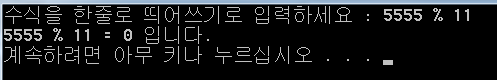 수식을 한줄로 띄어쓰기로 입력하세요 : 5555 % 11
5555 % 11 = 0 입니다.
계속하려면 아무 키나 누르십시오 . . .